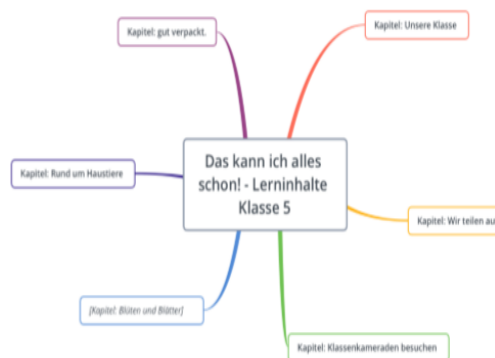 Kapitel: gut verpackt.
Kapitel: Unsere Klasse
Das kann ich alles
schon! - Lerninhalte
Klasse 5
Kapitel: Rund um Haustiere
Kapitel: Wir teilen au
[Kapitel: Blüten und Blätter]
Kapitel: Klassenkameraden besuchen